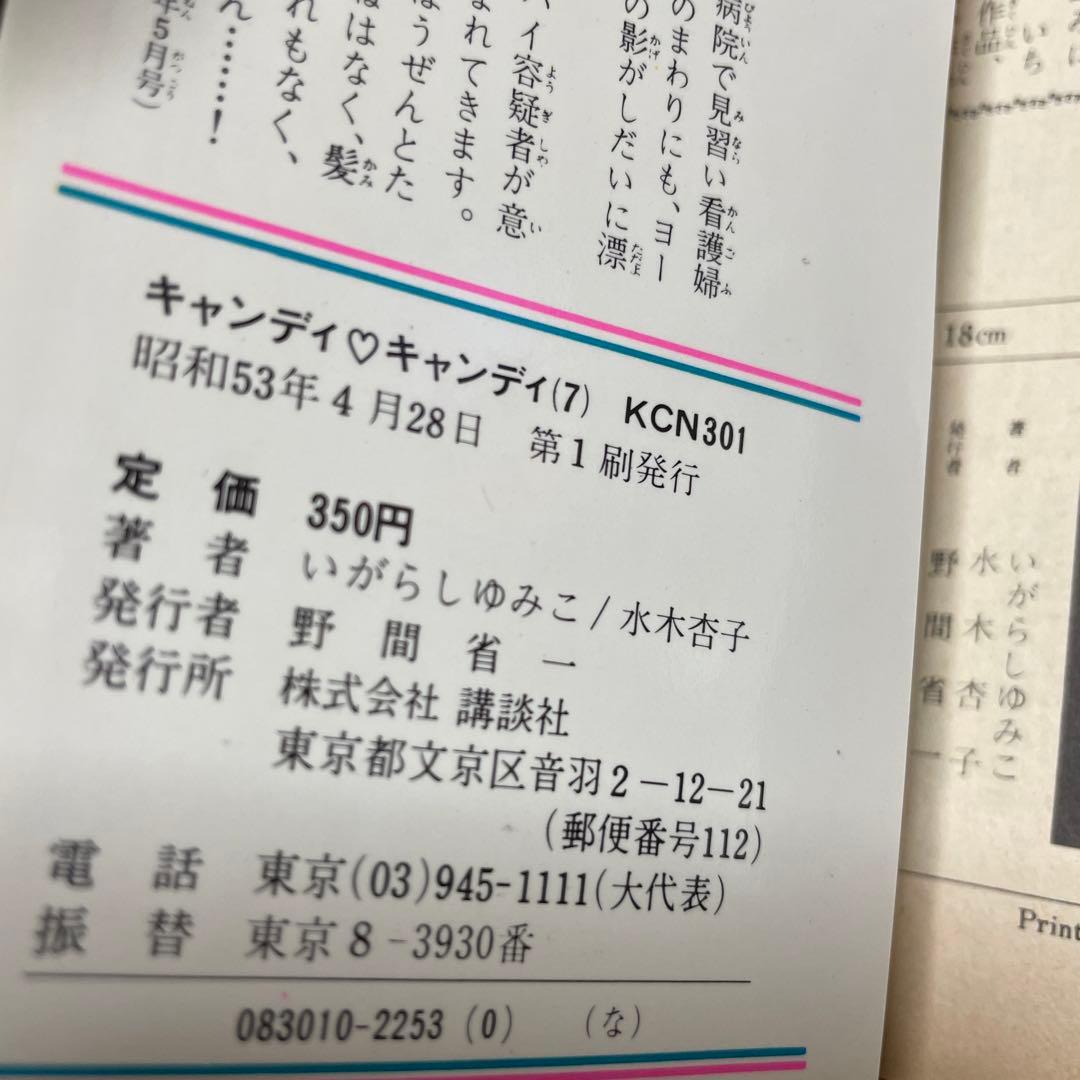 病院で見習い看護婦
のまわりにも、ヨー
の影がしだいに漂
イ容疑者が意
まれてきます。
ほうぜんとた
はなく、髪
れもなく、
ん……!
年5月号)
キャンディ♡キャンディ(7) KCN301
昭和53年4月28日 第1刷発行
定価 350円
著者 いがらしゆみこ/水木杏子
発行者 野間省一
発行所 株式会社 講談社
東京都文京区音羽2-12-21
(郵便番号112)
電話 東京(03)945-1111(大代表)
振替 東京8-3930番
083010-2253 (0) (な)
18cm
著者
発行者
いがらしゆみこ
水木杏子
野間省一
Print